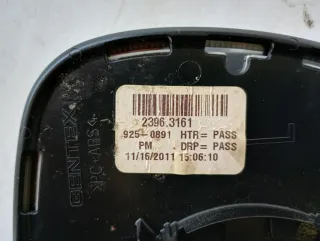 2396.3161
925-0891 HTR= PASS
PM . DRP= PASS
11/16/2011 15:06:10
GENTEX